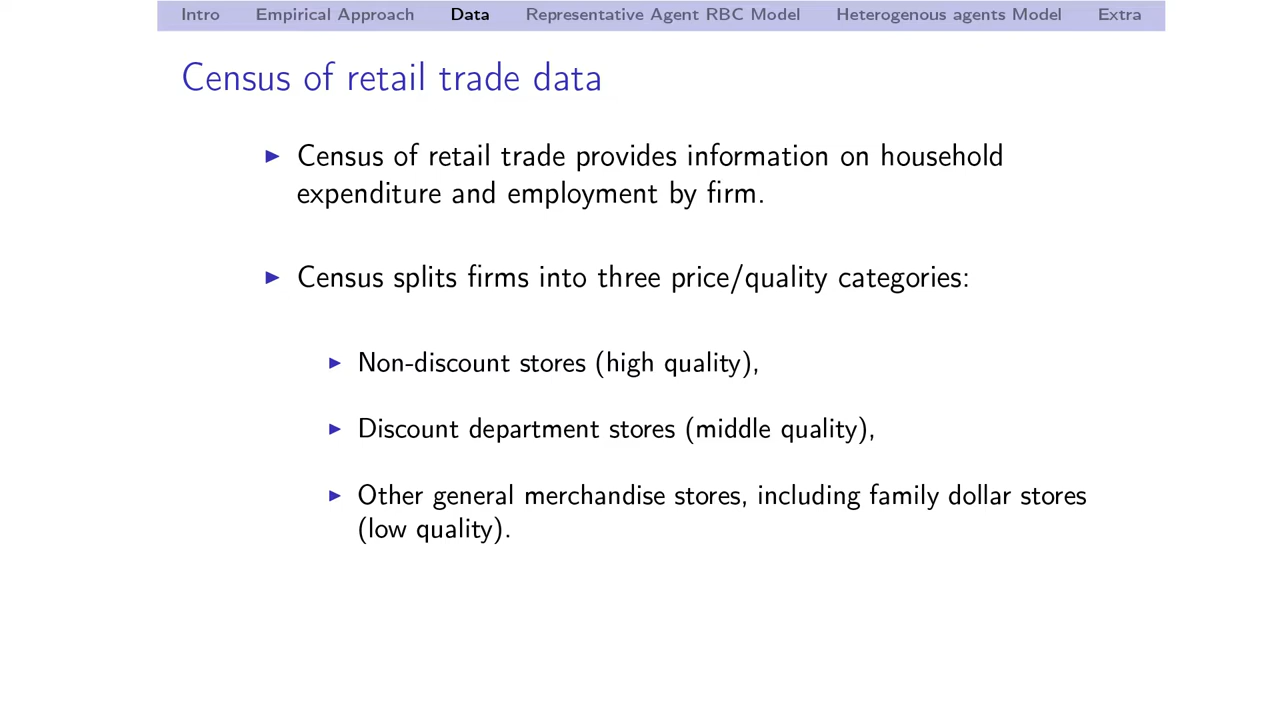 Intro Empirical Approach Data Representative Agent RBC Model Heterogenous agents Model Extra
Census of retail trade data
Census of retail trade provides information on household
expenditure and employment by firm.
Census splits firms into three price/quality categories:
Non-discount stores (high quality),
Discount department stores (middle quality),
Other general merchandise stores, including family dollar stores
(low quality).